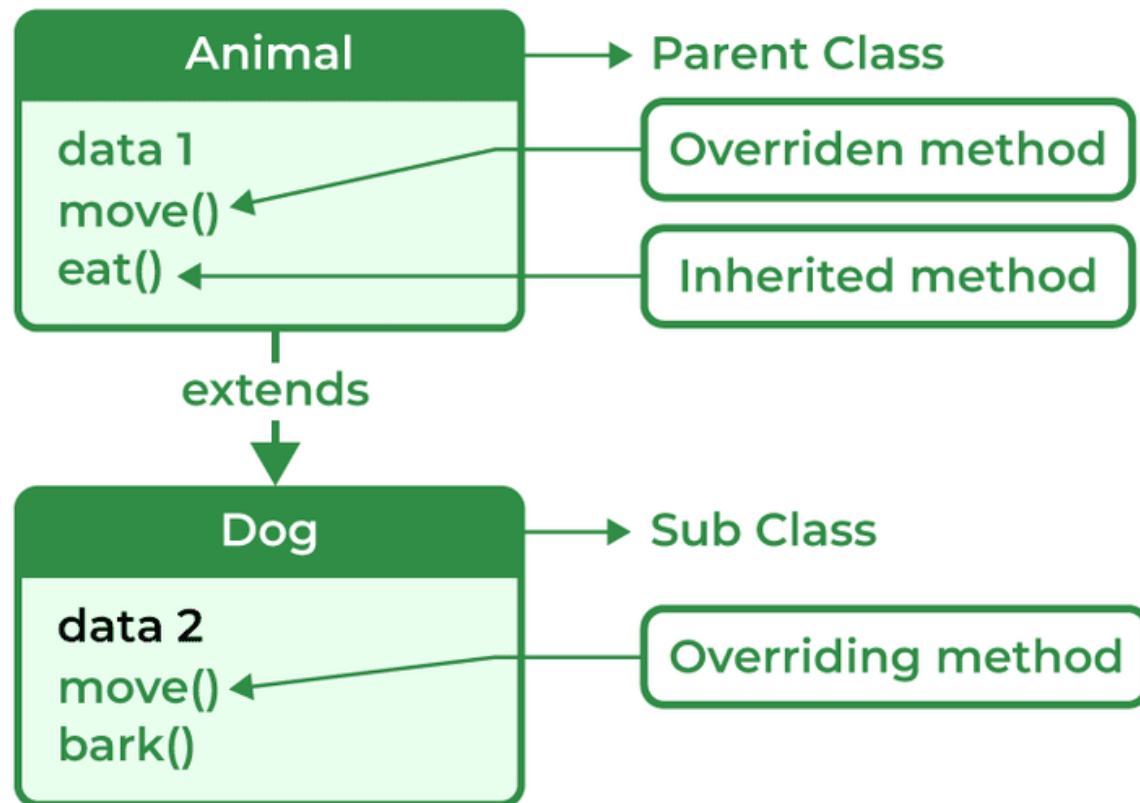 Animal
Parent Class
data 1
Overriden method
move()
eat()
Inherited method
extends
Dog
Sub Class
data 2
Overriding method
move()
bark()